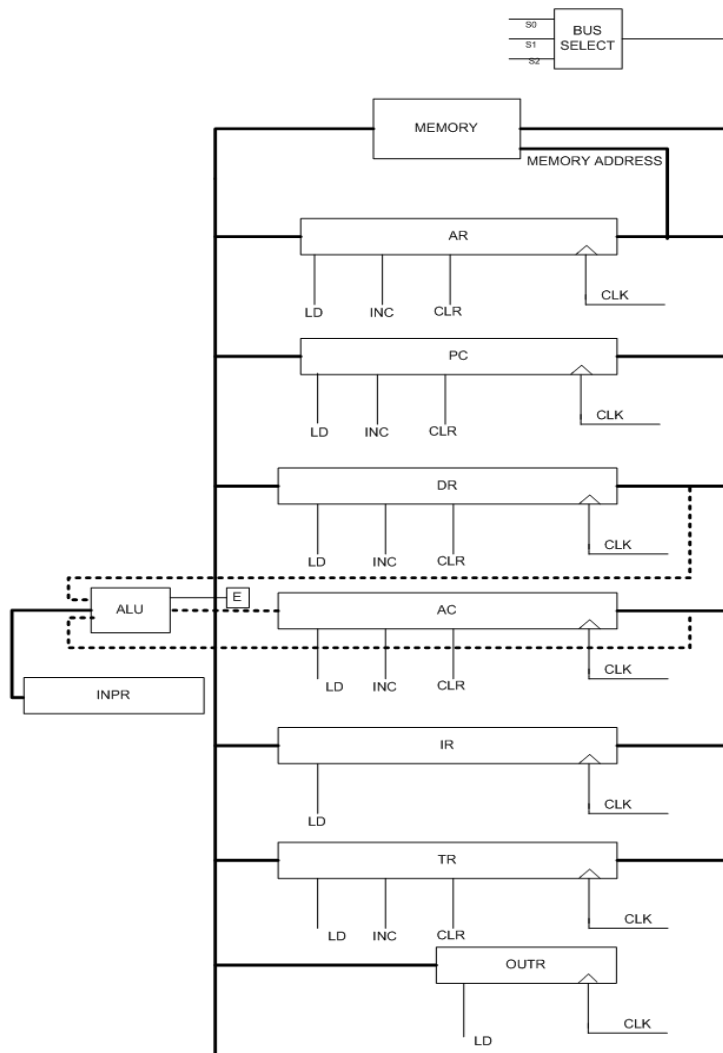 S0
S1
S2
BUS
SELECT
MEMORY
MEMORY ADDRESS
AR
LD INC CLR CLK
PC
LD INC CLR CLK
DR
LD INC CLR CLK
ALU
E
AC
LD INC CLR CLK
INPR
IR
LD CLK
TR
LD INC CLR CLK
OUTR
LD CLK